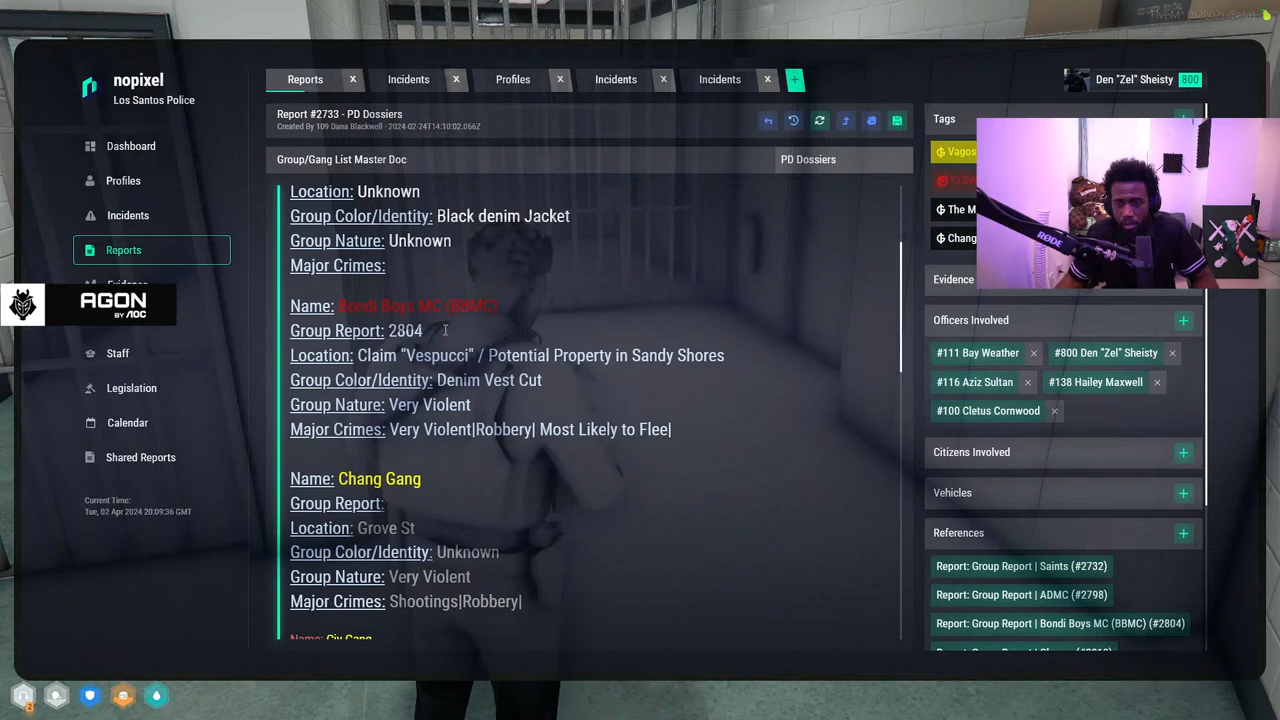 FiveM® (b2802) (Beta)
nopixel
Los Santos Police
Reports
Incidents
Profiles
Incidents
Incidents
Den "Zel" Sheisty 800
Dashboard
Profiles
Incidents
Reports
Staff
Legislation
Calendar
Shared Reports
Current Time:
Tue, 02 Apr 2024 20:09:36 GMT
AGON
BY AOC
Report #2733 - PD Dossiers
Created By 109 Dana Blackwell - 2024-02-24T14:10:02.066Z
Group/Gang List Master Doc
PD Dossiers
Location: Unknown
Group Color/Identity: Black denim Jacket
Group Nature: Unknown
Major Crimes:
Name: Bondi Boys MC (BBMC)
Group Report: 2804
Location: Claim "Vespucci" / Potential Property in Sandy Shores
Group Color/Identity: Denim Vest Cut
Group Nature: Very Violent
Major Crimes: Very Violent|Robbery| Most Likely to Flee|
Name: Chang Gang
Group Report:
Location: Grove St
Group Color/Identity: Unknown
Group Nature: Very Violent
Major Crimes: Shootings|Robbery|
Name: Civ Gang
Tags
Vagos
The M
Chang
RØDE
Evidence
Officers Involved
#111 Bay Weather
#800 Den "Zel" Sheisty
#116 Aziz Sultan
#138 Hailey Maxwell
#100 Cletus Cornwood
Citizens Involved
Vehicles
References
Report: Group Report | Saints (#2732)
Report: Group Report | ADMC (#2798)
Report: Group Report | Bondi Boys MC (BBMC) (#2804)
2